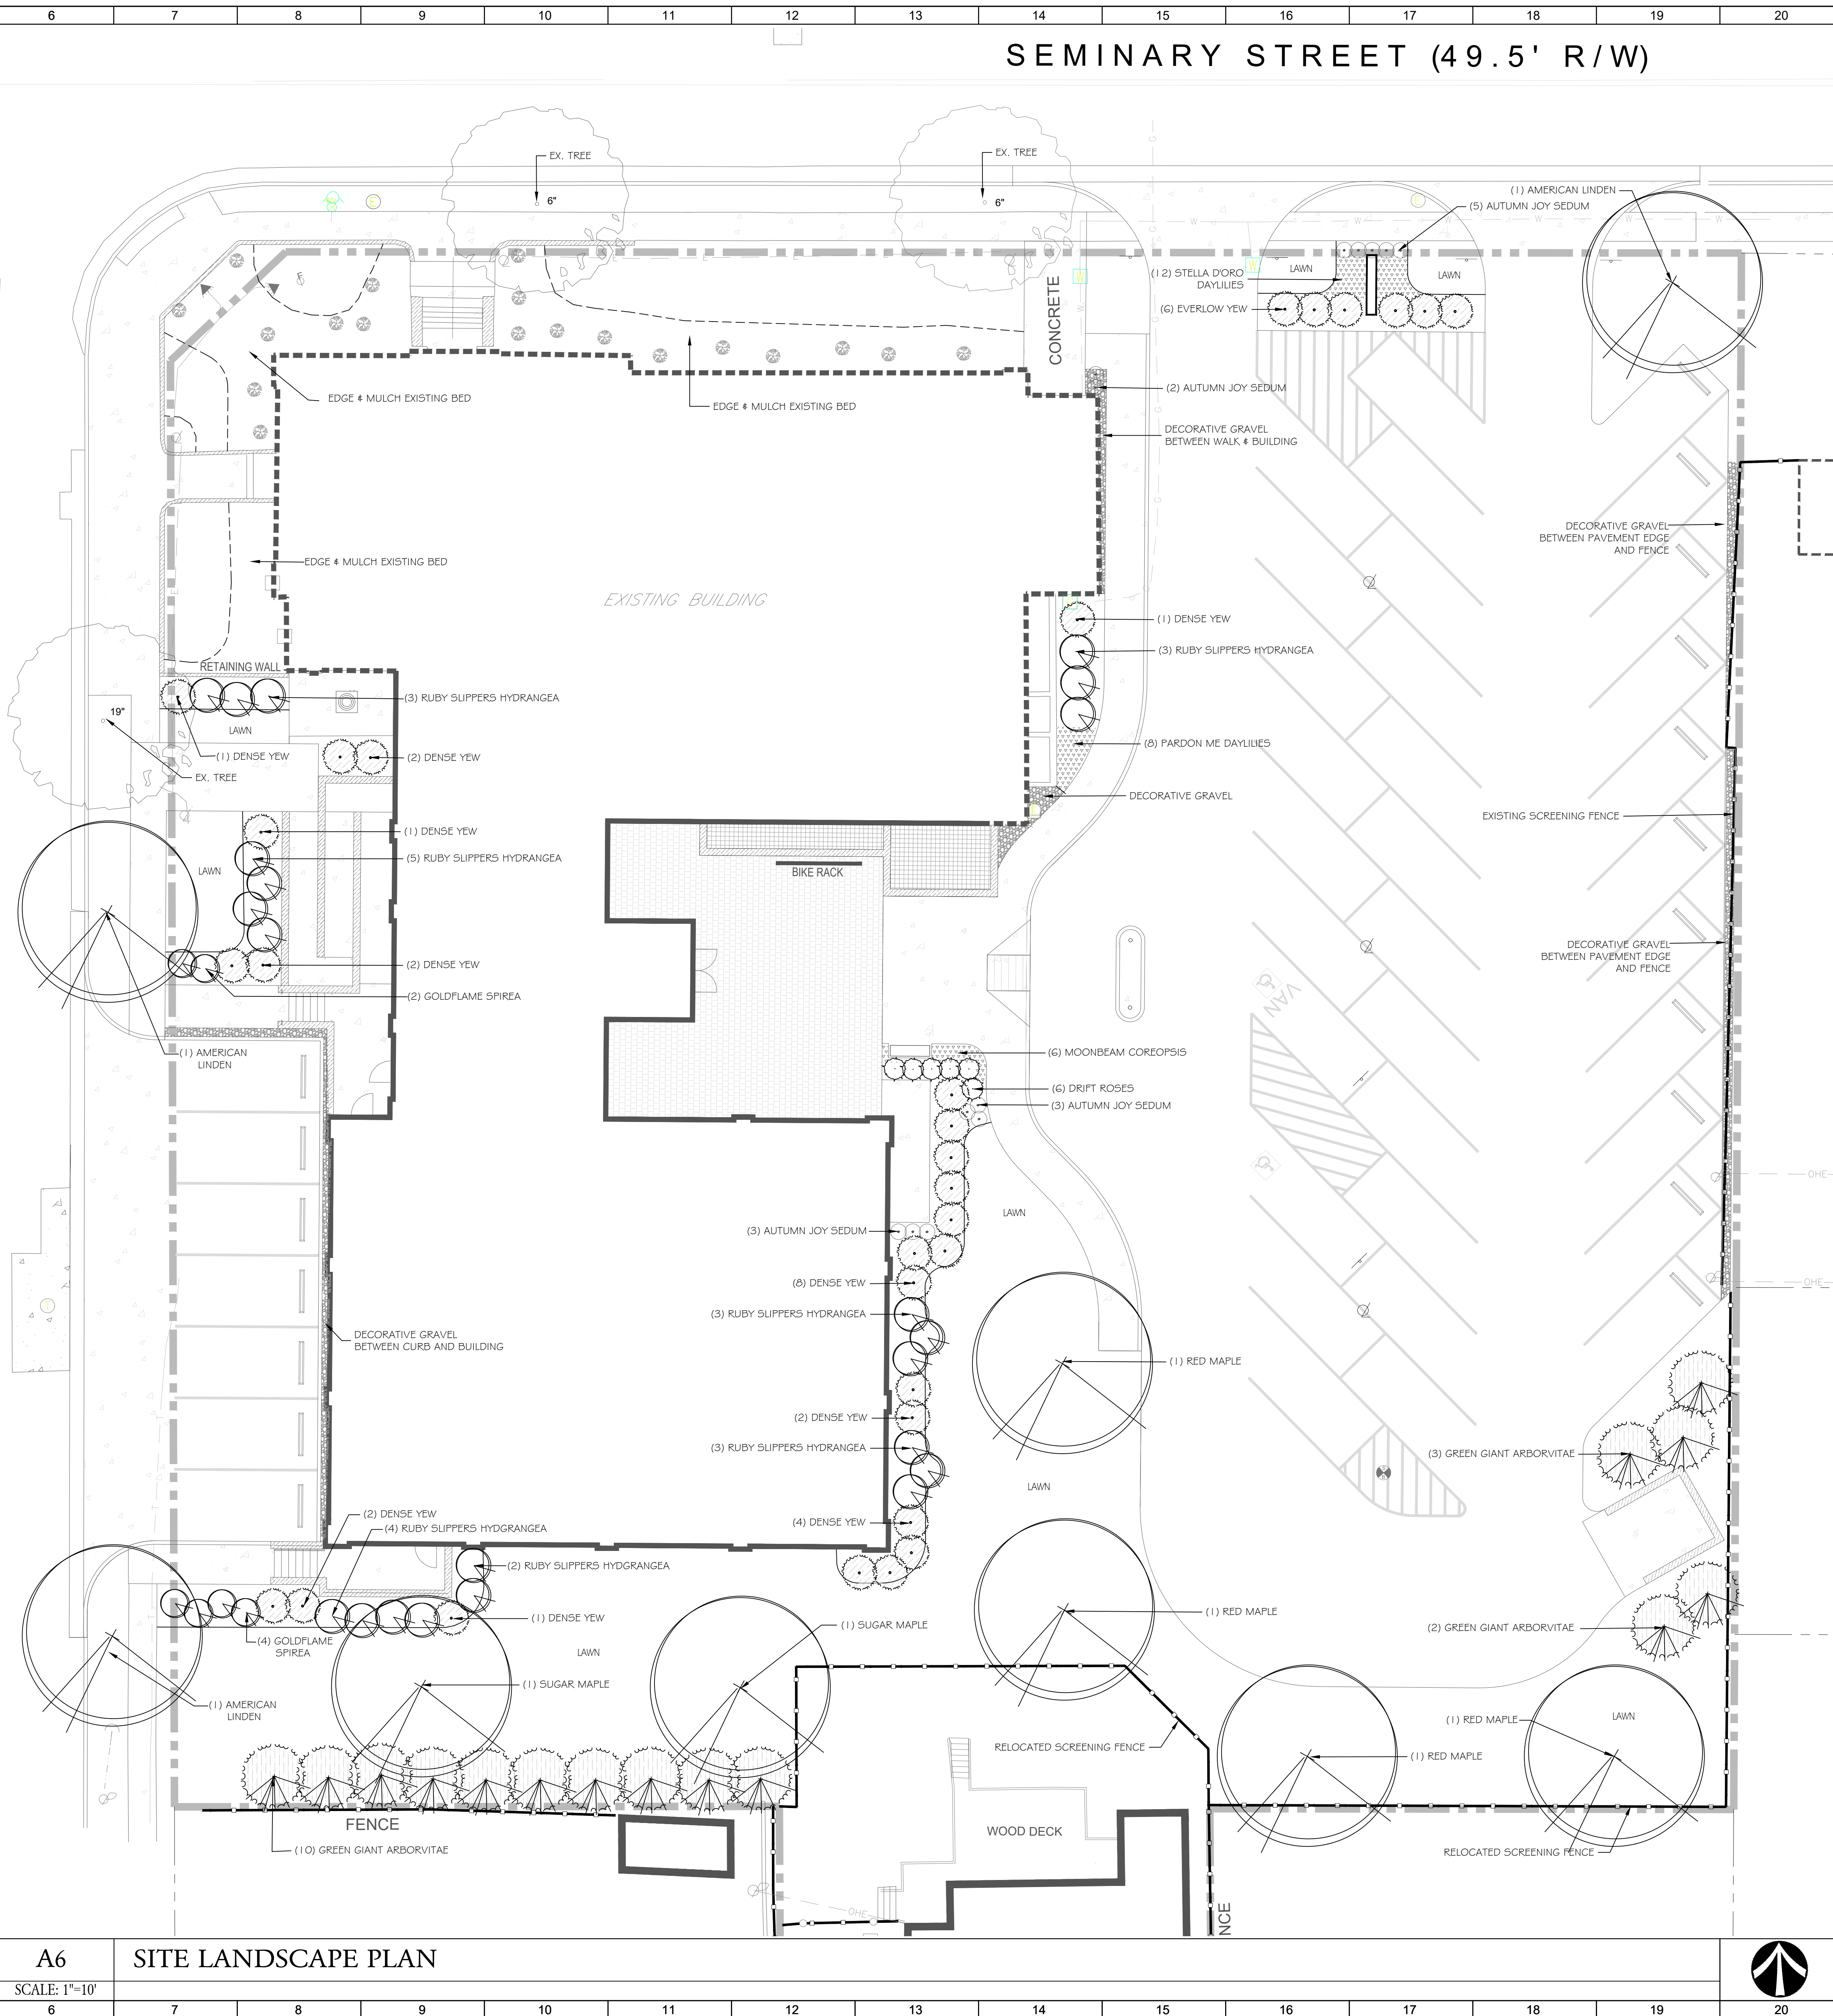 6 7 8 9 10 11 12 13 14 15 16 17 18 19 20
SEMINARY STREET (49.5' R/W)
EX. TREE
6"
EX. TREE
6"
(1) AMERICAN LINDEN
(5) AUTUMN JOY SEDUM
(12) STELLA D'ORO
DAYLILIES
LAWN
LAWN
(6) EVERLOW YEW
CONCRETE
(2) AUTUMN JOY SEDUM
EDGE & MULCH EXISTING BED
EDGE & MULCH EXISTING BED
DECORATIVE GRAVEL
BETWEEN WALK & BUILDING
DECORATIVE GRAVEL
BETWEEN PAVEMENT EDGE
AND FENCE
EDGE & MULCH EXISTING BED
EXISTING BUILDING
(1) DENSE YEW
(3) RUBY SLIPPERS HYDRANGEA
RETAINING WALL
(3) RUBY SLIPPERS HYDRANGEA
19"
LAWN
(1) DENSE YEW
(2) DENSE YEW
EX. TREE
(8) PARDON ME DAYLILIES
DECORATIVE GRAVEL
EXISTING SCREENING FENCE
(1) DENSE YEW
(5) RUBY SLIPPERS HYDRANGEA
LAWN
BIKE RACK
DECORATIVE GRAVEL
BETWEEN PAVEMENT EDGE
AND FENCE
(2) DENSE YEW
(2) GOLDFLAME SPIREA
VAN
(1) AMERICAN
LINDEN
(6) MOONBEAM COREOPSIS
(6) DRIFT ROSES
(3) AUTUMN JOY SEDUM
OHE
LAWN
(3) AUTUMN JOY SEDUM
(8) DENSE YEW
OHE
(3) RUBY SLIPPERS HYDRANGEA
DECORATIVE GRAVEL
BETWEEN CURB AND BUILDING
(1) RED MAPLE
(2) DENSE YEW
(3) RUBY SLIPPERS HYDRANGEA
(3) GREEN GIANT ARBORVITAE
LAWN
(2) DENSE YEW
(4) RUBY SLIPPERS HYDGRANGEA
(4) DENSE YEW
(2) RUBY SLIPPERS HYDGRANGEA
(1) DENSE YEW
(1) SUGAR MAPLE
(1) RED MAPLE
(2) GREEN GIANT ARBORVITAE
(4) GOLDFLAME
SPIREA
LAWN
(1) SUGAR MAPLE
(1) AMERICAN
LINDEN
LAWN
(1) RED MAPLE
RELOCATED SCREENING FENCE
(1) RED MAPLE
FENCE
WOOD DECK
(10) GREEN GIANT ARBORVITAE
RELOCATED SCREENING FENCE
OHE
NCE
A6
SITE LANDSCAPE PLAN
SCALE: 1"=10'
6 7 8 9 10 11 12 13 14 15 16 17 18 19 20